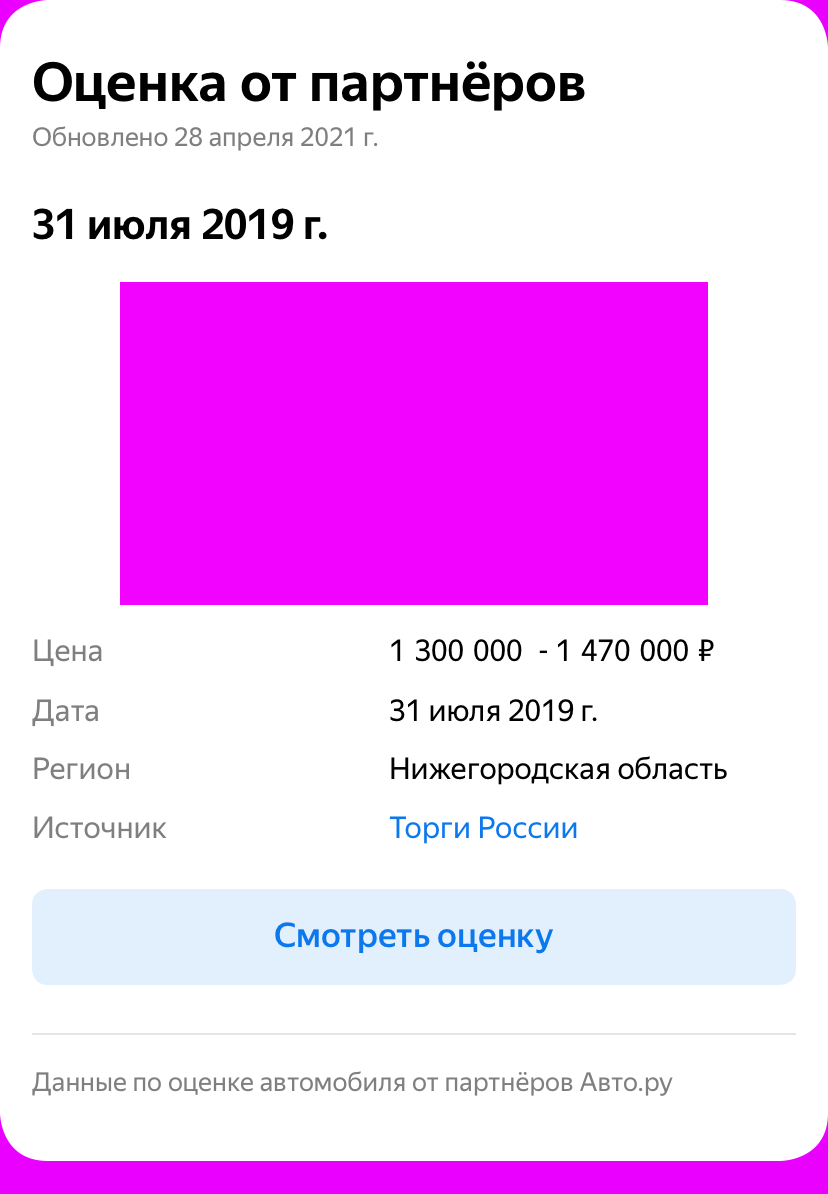 Оценка от партнёров
Обновлено 28 апреля 2021 г.
31 июля 2019 г.
Цена 1 300 000 - 1 470 000 ₽
Дата 31 июля 2019 г.
Регион Нижегородская область
Источник Торги России
Смотреть оценку
Данные по оценке автомобиля от партнёров Авто.ру